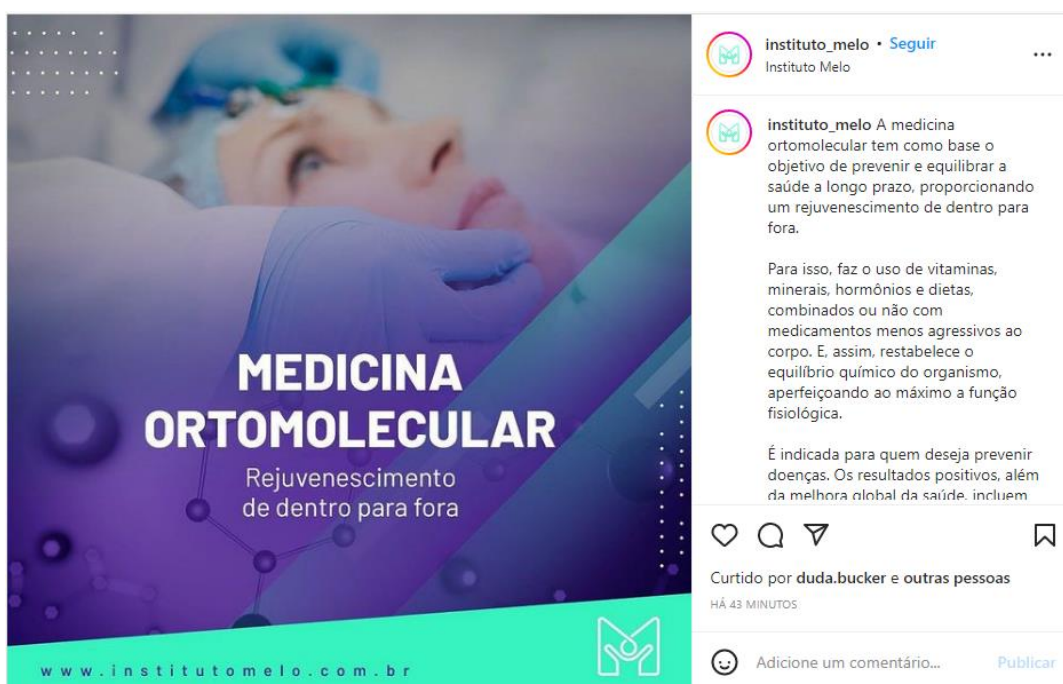 MEDICINA
ORTOMOLECULAR
Rejuvenescimento
de dentro para fora
www.institutomelo.com.br
instituto_melo • Seguir
Instituto Melo
instituto_melo A medicina
ortomolecular tem como base o
objetivo de prevenir e equilibrar a
saúde a longo prazo, proporcionando
um rejuvenescimento de dentro para
fora.
Para isso, faz o uso de vitaminas,
minerais, hormônios e dietas,
combinados ou não com
medicamentos menos agressivos ao
corpo. E, assim, restabelece o
equilíbrio químico do organismo,
aperfeiçoando ao máximo a função
fisiológica.
É indicada para quem deseja prevenir
doenças. Os resultados positivos, além
da melhora global da saúde, incluem
Curtido por duda.bucker e outras pessoas
HÁ 43 MINUTOS
Adicione um comentário... Publicar